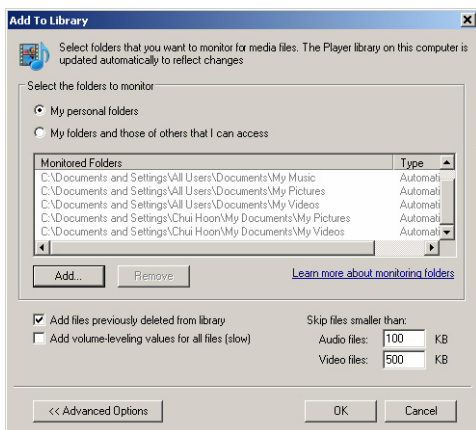 Add To Library
Select folders that you want to monitor for media files. The Player library on this computer is
updated automatically to reflect changes
Select the folders to monitor
My personal folders
My folders and those of others that I can access
Monitored Folders Type
C:\Documents and Settings\All Users\Documents\My Music Automati
C:\Documents and Settings\All Users\Documents\My Pictures Automati
C:\Documents and Settings\All Users\Documents\My Videos Automati
C:\Documents and Settings\Chui Hoon\My Documents\My Pictures Automati
C:\Documents and Settings\Chui Hoon\My Documents\My Videos Automati
Add... Remove Learn more about monitoring folders
Add files previously deleted from library Skip files smaller than:
Add volume-leveling values for all files (slow) Audio files: 100 KB
Video files: 500 KB
<< Advanced Options OK Cancel